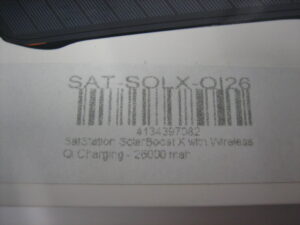 SAT-SOLX-QI26
4134397082
SatStation SolarBoost X with Wireless
Qi Charging - 26000 mah